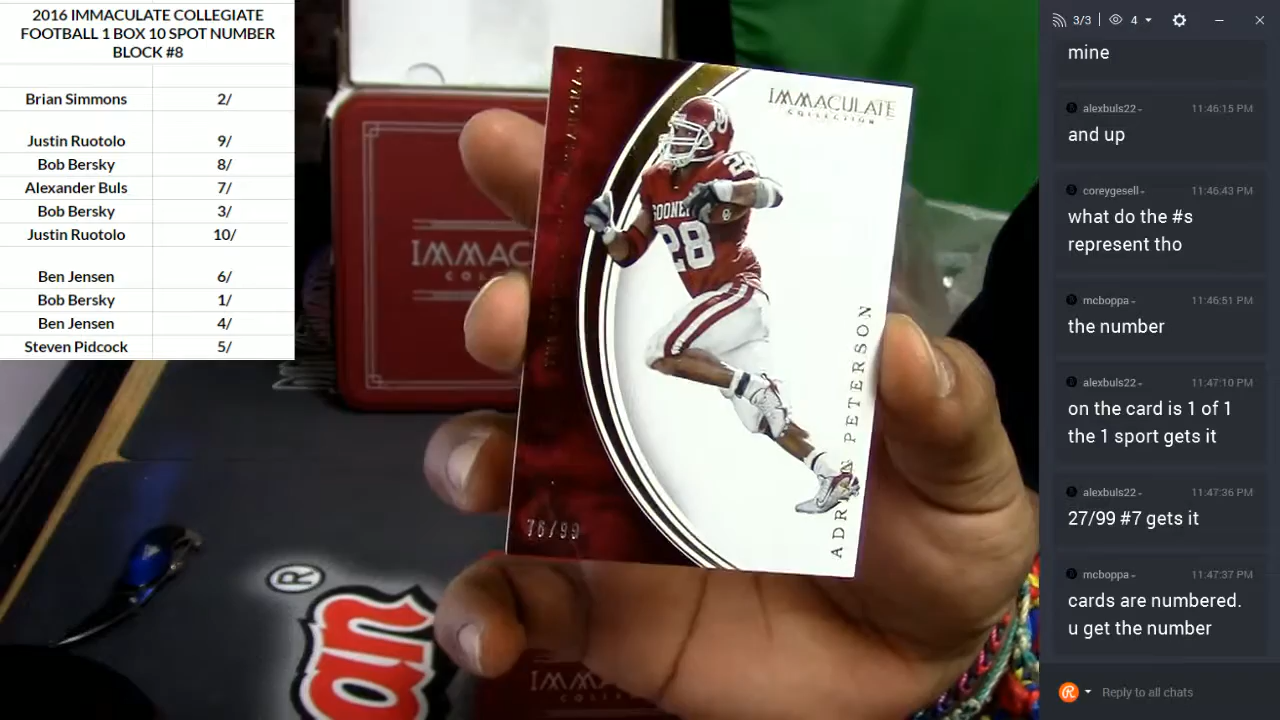 2016 IMMACULATE COLLEGIATE
FOOTBALL 1 BOX 10 SPOT NUMBER
BLOCK #8
Brian Simmons 2/
Justin Ruotolo 9/
Bob Bersky 8/
Alexander Buls 7/
Bob Bersky 3/
Justin Ruotolo 10/
Ben Jensen 6/
Bob Bersky 1/
Ben Jensen 4/
Steven Pidcock 5/
IMMACULATE
COLLECTION
SOONERS
28
28
ADRIAN PETERSON
76/99
IMMAC
COL
®
an
IMMA
3/3 4
mine
alexbuls22 11:46:15 PM
and up
coreygesell 11:46:43 PM
what do the #s
represent tho
mcboppa 11:46:51 PM
the number
alexbuls22 11:47:10 PM
on the card is 1 of 1
the 1 sport gets it
alexbuls22 11:47:36 PM
27/99 #7 gets it
mcboppa 11:47:37 PM
cards are numbered.
u get the number
Reply to all chats